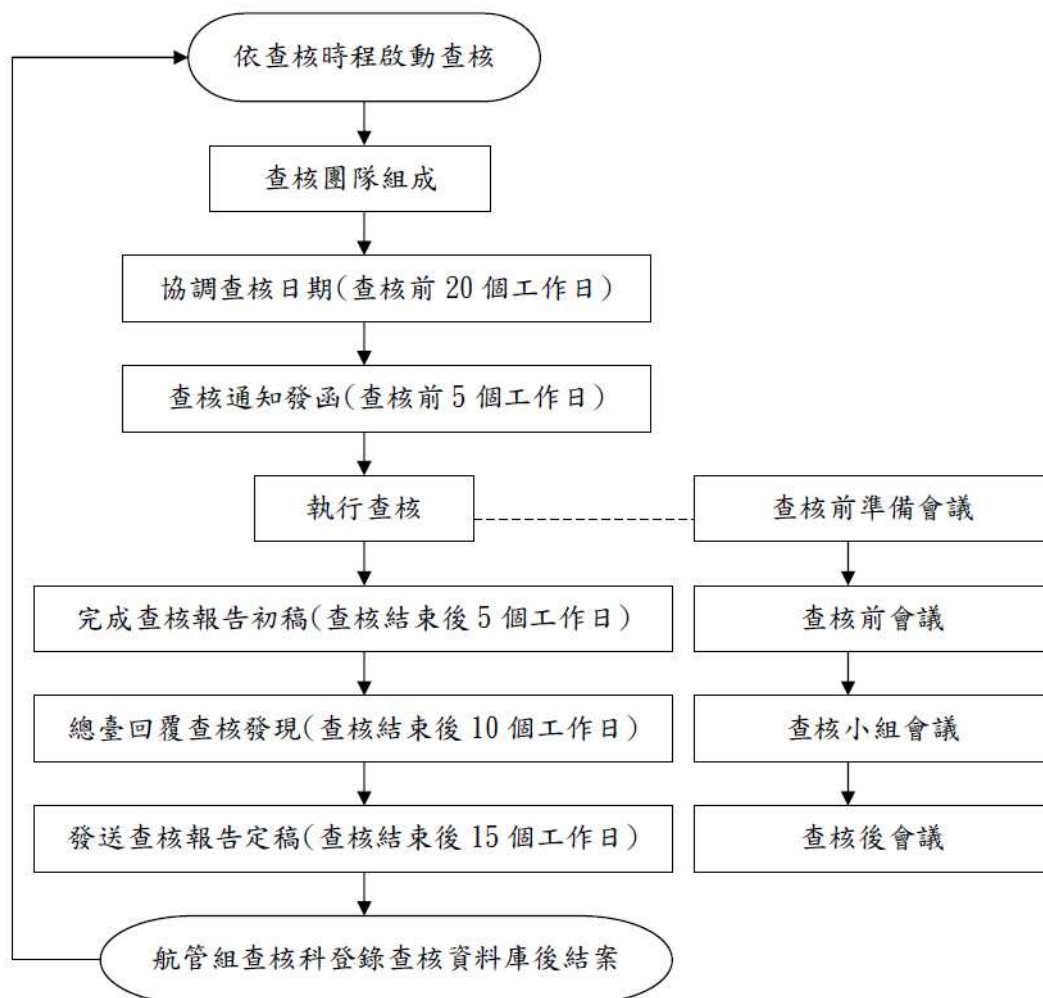 依查核時程啟動查核
查核團隊組成
協調查核日期(查核前 20 個工作日)
查核通知發函(查核前 5 個工作日)
執行查核
完成查核報告初稿(查核結束後 5 個工作日)
總臺回覆查核發現(查核結束後 10 個工作日)
發送查核報告定稿(查核結束後 15 個工作日)
航管組查核科登錄查核資料庫後結案
查核前準備會議
查核前會議
查核小組會議
查核後會議